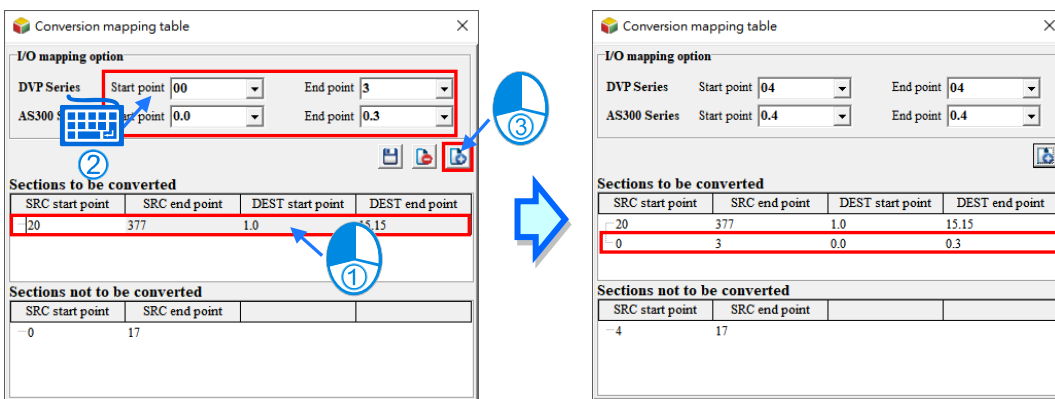 Conversion mapping table
I/O mapping option
DVP Series Start point 00 End point 3
AS300 point 0.0 End point 0.3
②
③
Sections to be converted
SRC start point SRC end point DEST start point DEST end point
20 377 1.0 15.15
①
Sections not to be converted
SRC start point SRC end point
0 17
Conversion mapping table
I/O mapping option
DVP Series Start point 04 End point 04
AS300 Series Start point 0.4 End point 0.4
Sections to be converted
SRC start point SRC end point DEST start point DEST end point
20 377 1.0 15.15
0 3 0.0 0.3
Sections not to be converted
SRC start point SRC end point
4 17